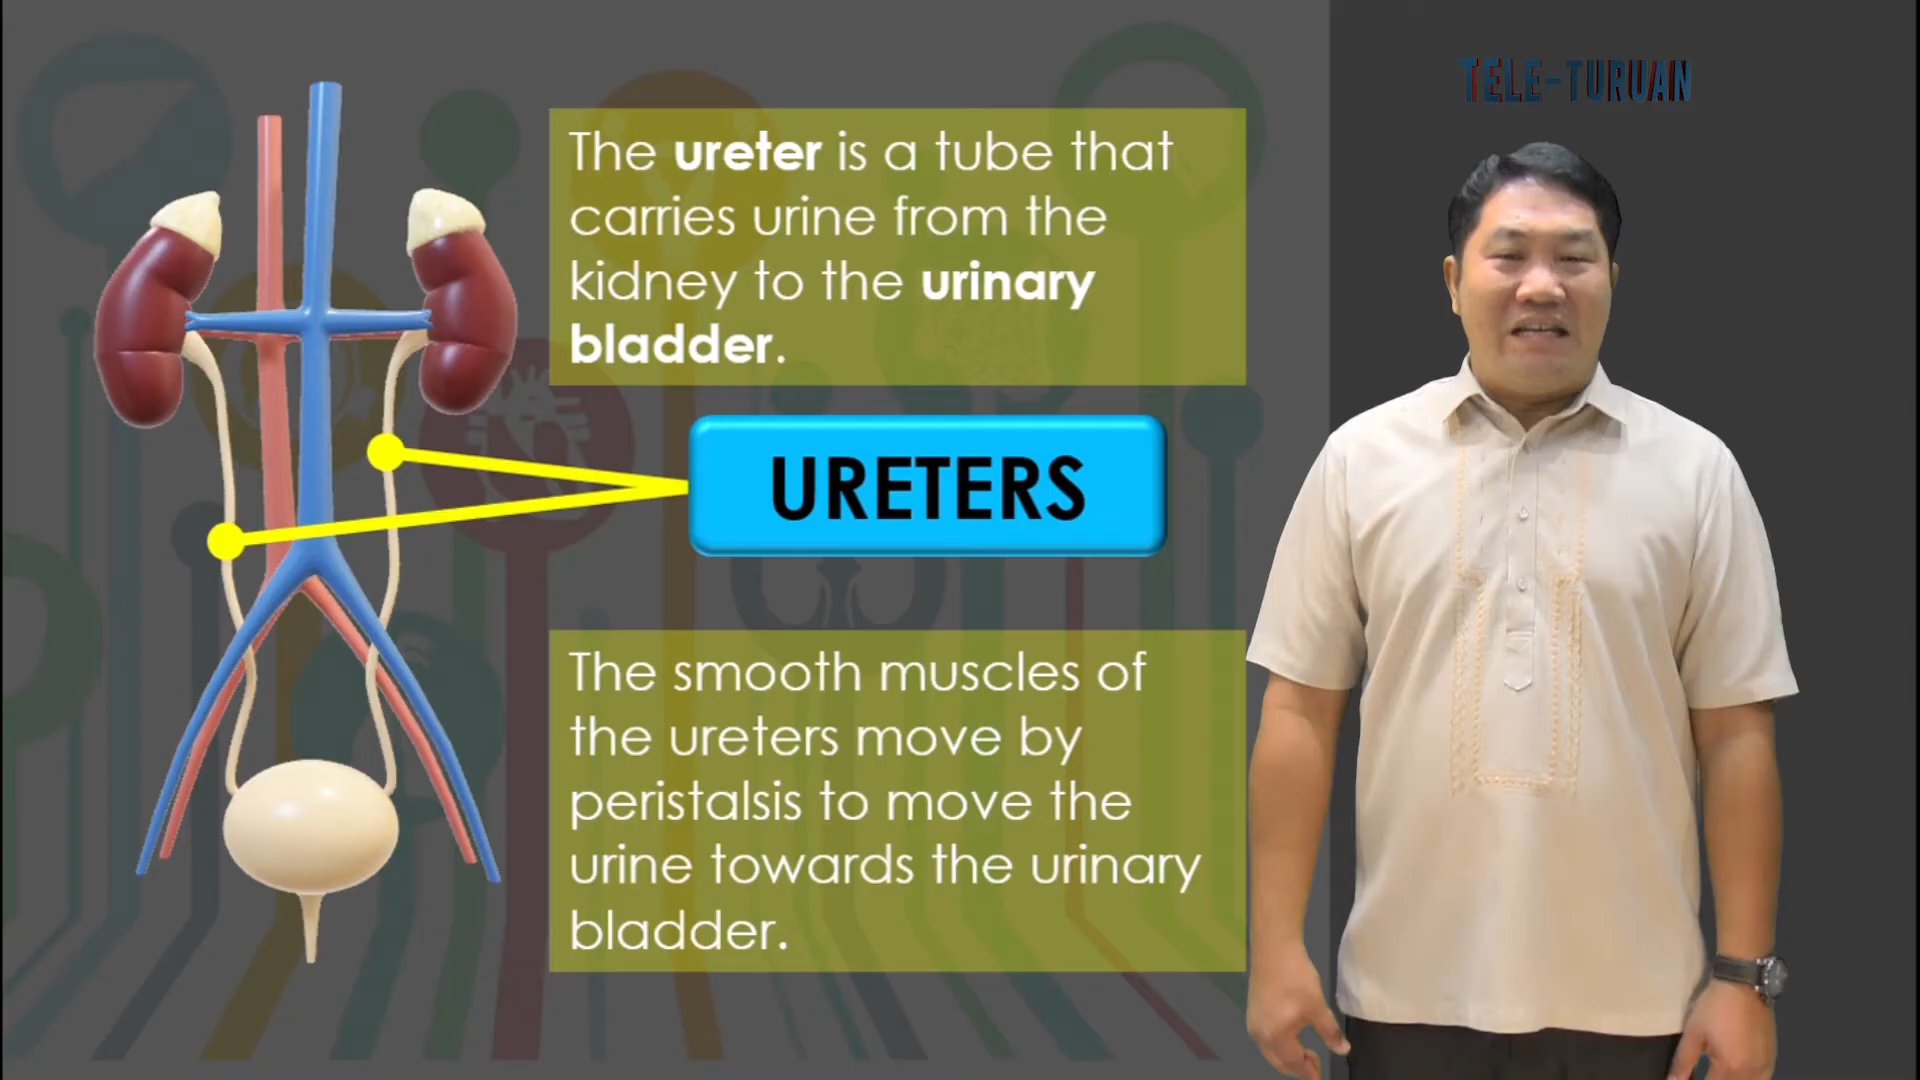 TELE-TURUAN
The ureter is a tube that
carries urine from the
kidney to the urinary
bladder.
URETERS
The smooth muscles of
the ureters move by
peristalsis to move the
urine towards the urinary
bladder.